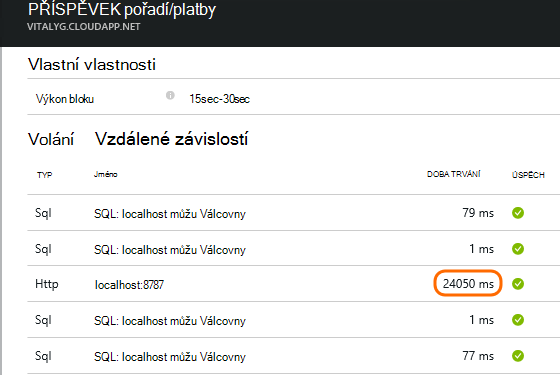 PŘÍSPĚVEK pořadí/platby
VITALYG.CLOUDAPP.NET
Vlastní vlastnosti
Výkon bloku 15sec-30sec
Volání Vzdálené závislostí
TYP Jméno DOBA TRVÁNÍ ÚSPĚCH
Sql SQL: localhost můžu Válcovny 79 ms
Sql SQL: localhost můžu Válcovny 1 ms
Http localhost:8787 24050 ms
Sql SQL: localhost můžu Válcovny 1 ms
Sql SQL: localhost můžu Válcovny 77 ms